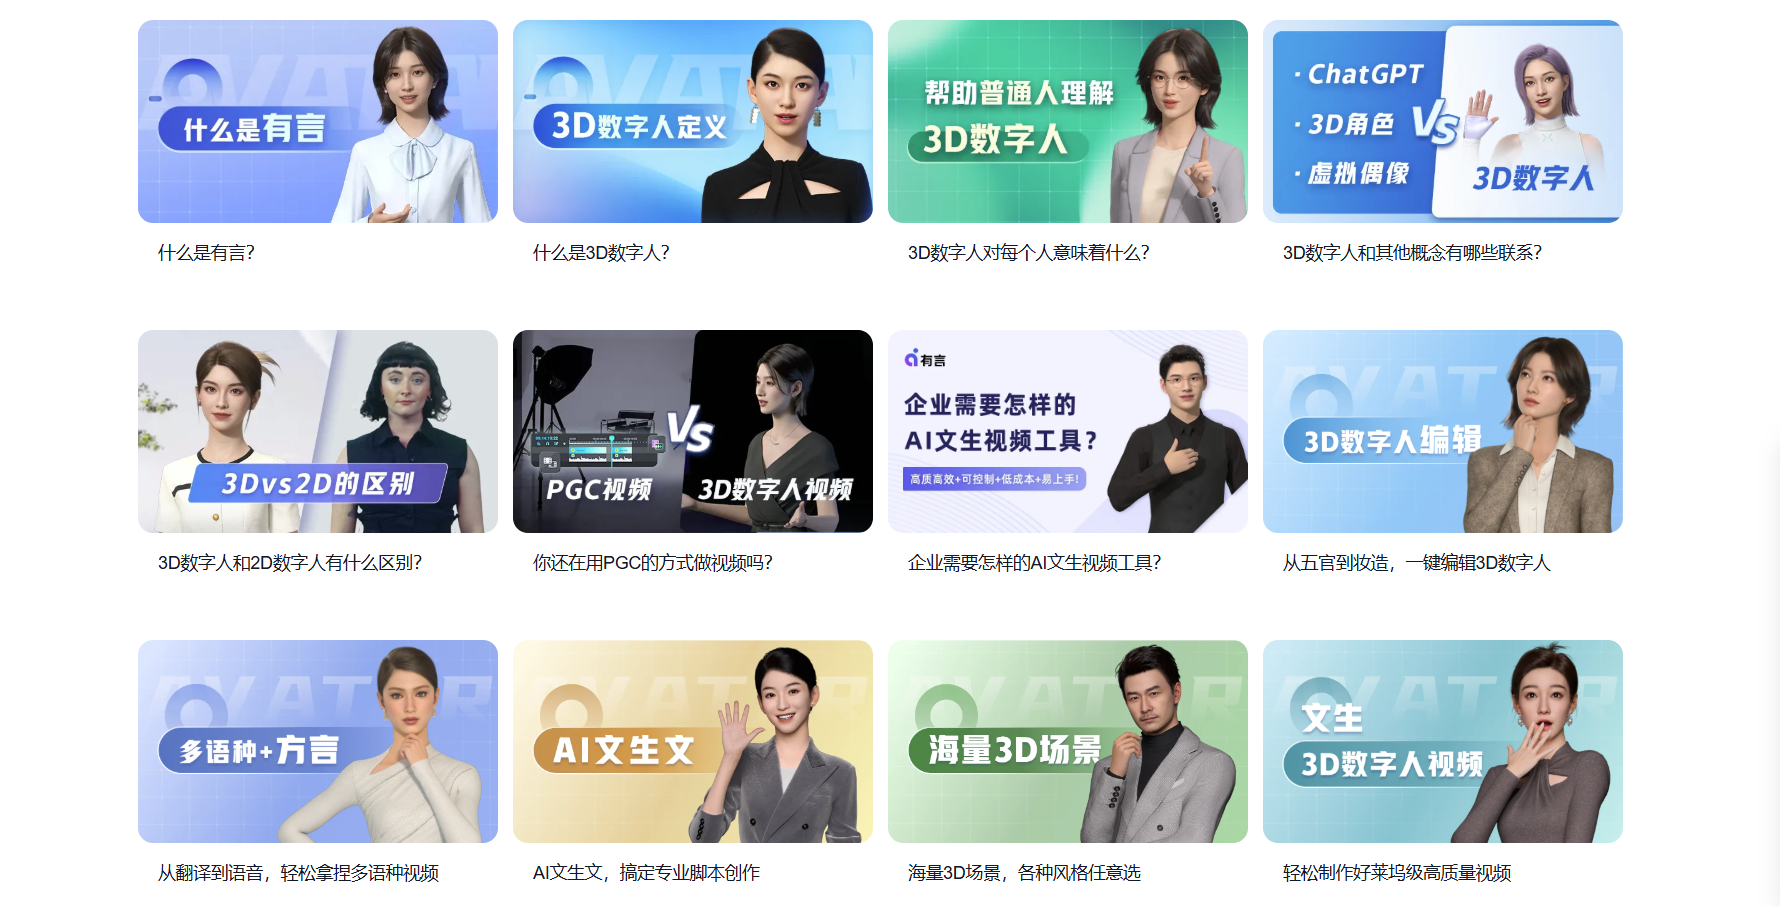 什么是有言
什么是有言?
3D数字人定义
什么是3D数字人?
帮助普通人理解
3D数字人
3D数字人对每个人意味着什么?
· ChatGPT
· 3D角色
· 虚拟偶像
Vs
3D数字人
3D数字人和其他概念有哪些联系?
3Dvs2D的区别
3D数字人和2D数字人有什么区别?
Vs
PGC视频
3D数字人视频
你还在用PGC的方式做视频吗?
有言
企业需要怎样的
AI文生视频工具?
高质高效+可控制+低成本+易上手!
企业需要怎样的AI文生视频工具?
AVATAR
3D数字人编辑
从五官到妆造，一键编辑3D数字人
AVATAR
多语种+方言
从翻译到语音，轻松拿捏多语种视频
AVATAR
AI文生文
AI文生文，搞定专业脚本创作
AVATAR
海量3D场景
海量3D场景，各种风格任意选
AVATAR
文生
3D数字人视频
轻松制作好莱坞级高质量视频